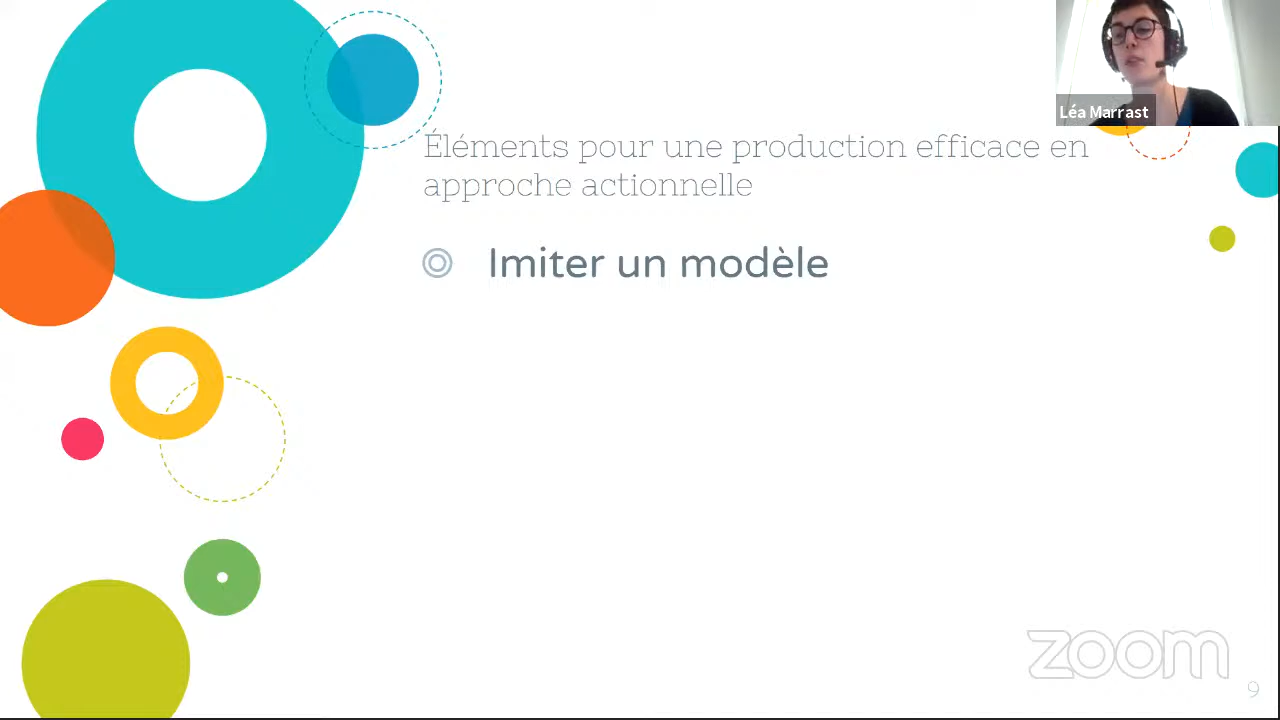 Léa Marrast
Éléments pour une production efficace en
approche actionnelle
Imiter un modèle
zoom
9